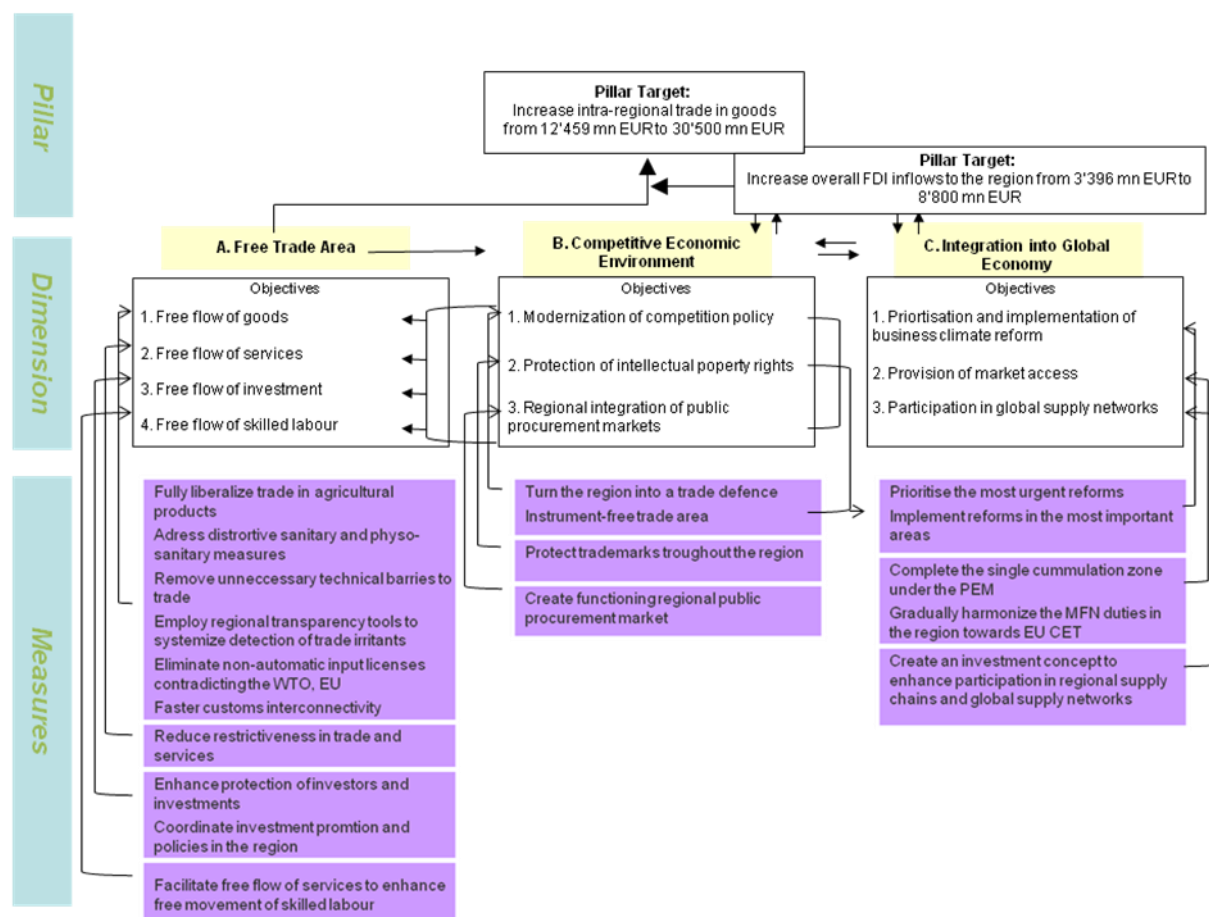 Pillar
Pillar Target:
Increase intra-regional trade in goods
from 12'459 mn EUR to 30'500 mn EUR
Pillar Target:
Increase overall FDI inflows to the region from 3'396 mn EUR to
8'800 mn EUR
Dimension
A. Free Trade Area
Objectives
1. Free flow of goods
2. Free flow of services
3. Free flow of investment
4. Free flow of skilled labour
B. Competitive Economic
Environment
Objectives
1. Modernization of competition policy
2. Protection of intellectual poperty rights
3. Regional integration of public
procurement markets
C. Integration into Global
Economy
Objectives
1. Priortisation and implementation of
business climate reform
2. Provision of market access
3. Participation in global supply networks
Measures
Fully liberalize trade in agricultural
products
Adress distrortive sanitary and physo-
sanitary measures
Remove unneccessary technical barries to
trade
Employ regional transparency tools to
systemize detection of trade irritants
Eliminate non-automatic input licenses
contradicting the WTO, EU
Faster customs interconnectivity
Reduce restrictiveness in trade and
services
Enhance protection of investors and
investments
Coordinate investment promtion and
policies in the region
Facilitate free flow of services to enhance
free movement of skilled labour
Turn the region into a trade defence
Instrument-free trade area
Protect trademarks troughout the region
Create functioning regional public
procurement market
Prioritise the most urgent reforms
Implement reforms in the most important
areas
Complete the single cummulation zone
under the PEM
Gradually harmonize the MFN duties in
the region towards EU CET
Create an investment concept to
enhance participation in regional supply
chains and global supply networks